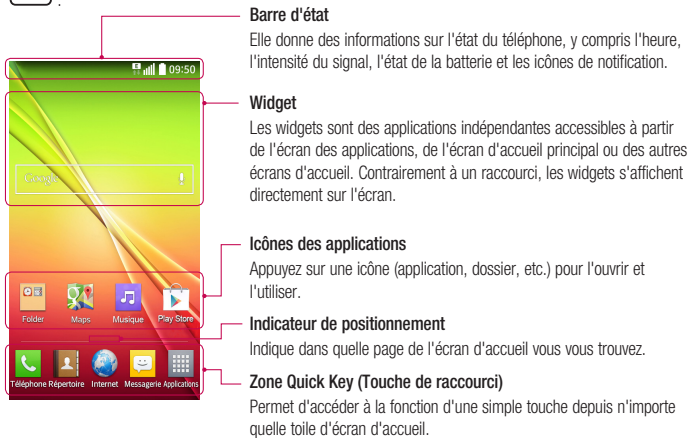 .
Barre d'état
Elle donne des informations sur l'état du téléphone, y compris l'heure,
l'intensité du signal, l'état de la batterie et les icônes de notification.
E
09:50
Widget
Les widgets sont des applications indépendantes accessibles à partir
de l'écran des applications, de l'écran d'accueil principal ou des autres
écrans d'accueil. Contrairement à un raccourci, les widgets s'affichent
directement sur l'écran.
Google
Icônes des applications
Appuyez sur une icône (application, dossier, etc.) pour l'ouvrir et
l'utiliser.
Folder Maps Musique Play Store
Indicateur de positionnement
Indique dans quelle page de l'écran d'accueil vous vous trouvez.
Téléphone Répertoire Internet Messagerie Applications
Zone Quick Key (Touche de raccourci)
Permet d'accéder à la fonction d'une simple touche depuis n'importe
quelle toile d'écran d'accueil.